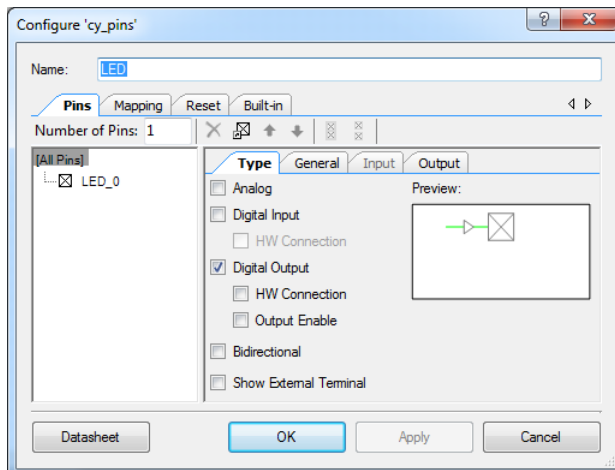 Configure 'cy_pins'
Name: LED
Pins Mapping Reset Built-in
Number of Pins: 1
[All Pins]
LED_0
Type General Input Output
Analog
Preview:
Digital Input
HW Connection
Digital Output
HW Connection
Output Enable
Bidirectional
Show External Terminal
Datasheet OK Apply Cancel